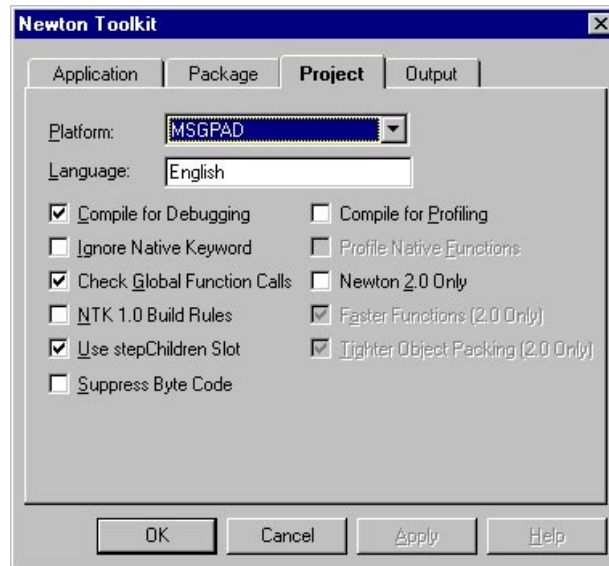 Newton Toolkit
Application Package Project Output
Platform: MSGPAD
Language: English
Compile for Debugging Compile for Profiling
Ignore Native Keyword Profile Native Functions
Check Global Function Calls Newton 2.0 Only
NTK 1.0 Build Rules Faster Functions (2.0 Only)
Use stepChildren Slot Tighter Object Packing (2.0 Only)
Suppress Byte Code
OK Cancel Apply Help